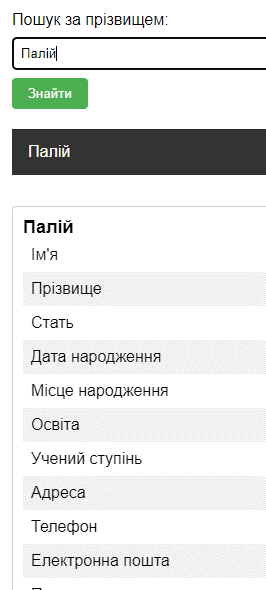 Пошук за прізвищем:
Палій
Знайти
Палій
Палій
Ім'я
Прізвище
Стать
Дата народження
Місце народження
Освіта
Учений ступінь
Адреса
Телефон
Електронна пошта